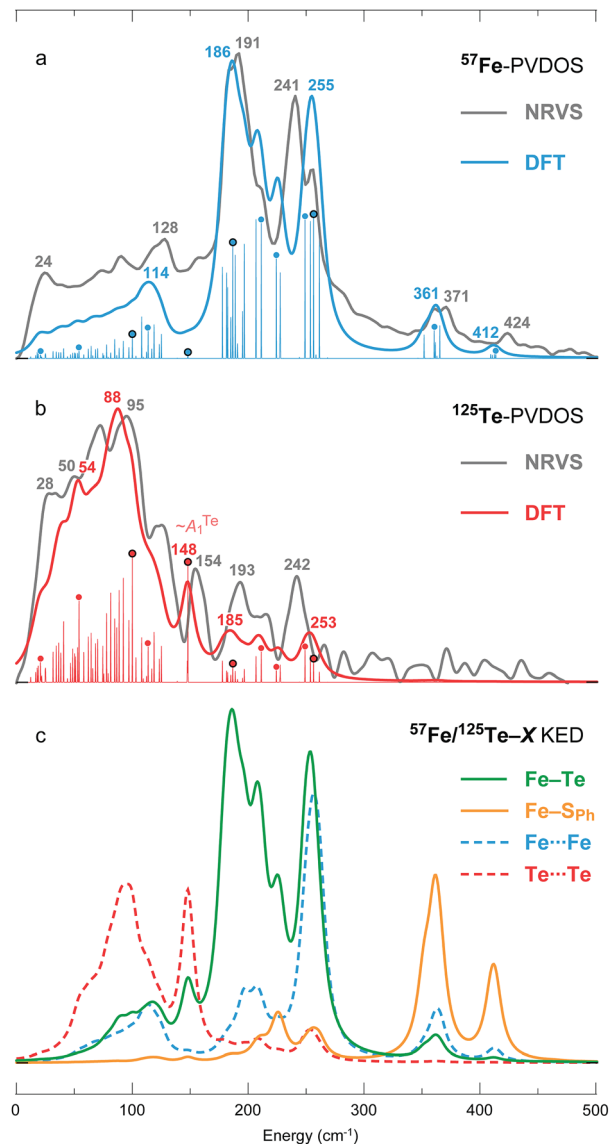 a
186
191
241
255
⁵⁷Fe-PVDOS
NRVS
DFT
24
128
114
361
371
412
424
b
88
95
¹²⁵Te-PVDOS
28
50
54
NRVS
DFT
~A₁ᵀᵉ
148
154
193
242
185
253
c
⁵⁷Fe/¹²⁵Te–X KED
Fe–Te
Fe–S_Ph
Fe···Fe
Te···Te
0
100
200
300
400
500
Energy (cm⁻¹)